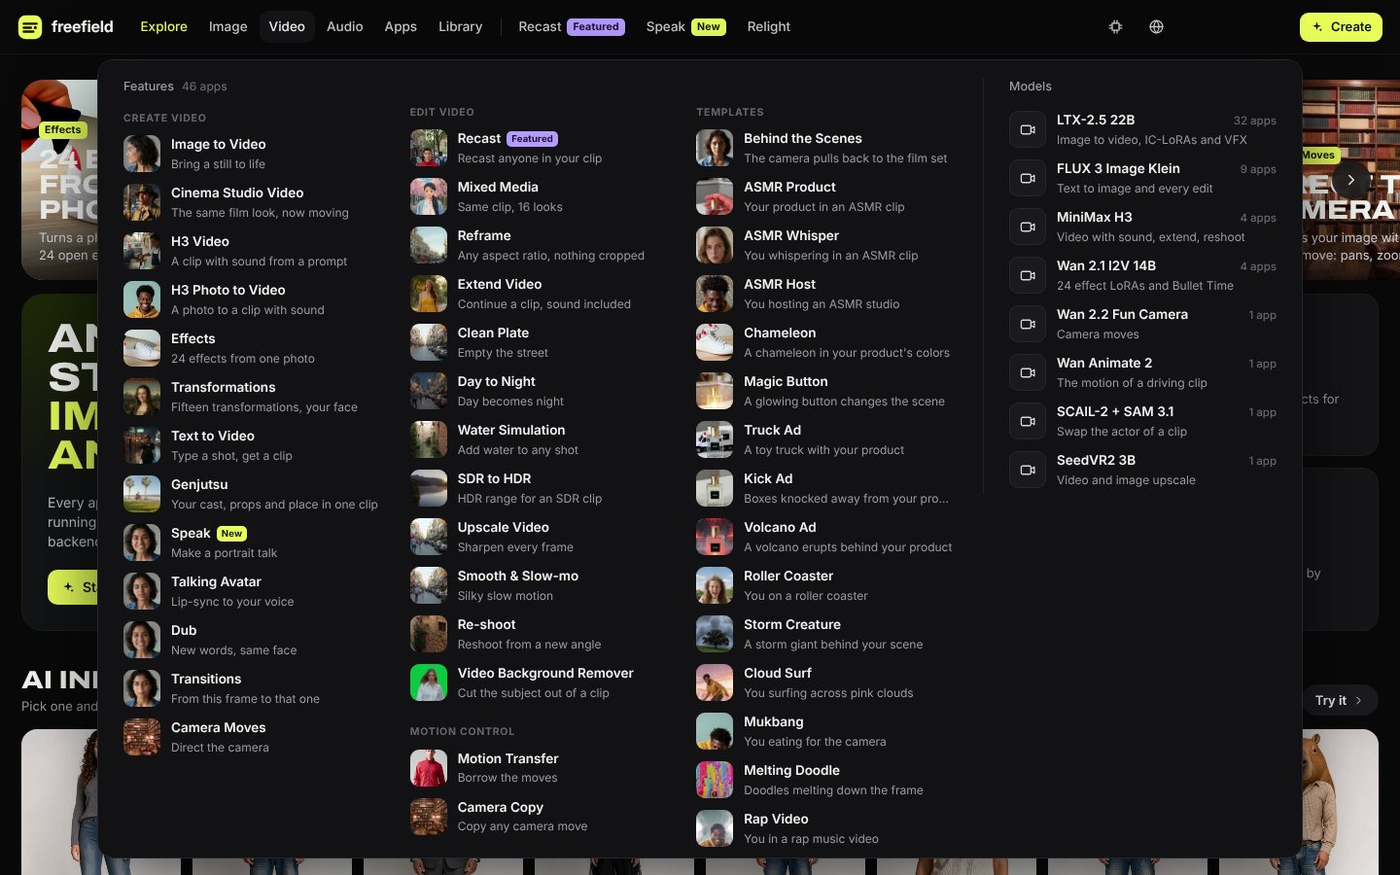 freefield
Explore
Image
Video
Audio
Apps
Library
Recast Featured
Speak New
Relight
Create
Features 46 apps
CREATE VIDEO
Image to Video
Bring a still to life
Cinema Studio Video
The same film look, now moving
H3 Video
A clip with sound from a prompt
H3 Photo to Video
A photo to a clip with sound
Effects
24 effects from one photo
Transformations
Fifteen transformations, your face
Text to Video
Type a shot, get a clip
Genjutsu
Your cast, props and place in one clip
Speak New
Make a portrait talk
Talking Avatar
Lip-sync to your voice
Dub
New words, same face
Transitions
From this frame to that one
Camera Moves
Direct the camera
EDIT VIDEO
Recast Featured
Recast anyone in your clip
Mixed Media
Same clip, 16 looks
Reframe
Any aspect ratio, nothing cropped
Extend Video
Continue a clip, sound included
Clean Plate
Empty the street
Day to Night
Day becomes night
Water Simulation
Add water to any shot
SDR to HDR
HDR range for an SDR clip
Upscale Video
Sharpen every frame
Smooth & Slow-mo
Silky slow motion
Re-shoot
Reshoot from a new angle
Video Background Remover
Cut the subject out of a clip
MOTION CONTROL
Motion Transfer
Borrow the moves
Camera Copy
Copy any camera move
TEMPLATES
Behind the Scenes
The camera pulls back to the film set
ASMR Product
Your product in an ASMR clip
ASMR Whisper
You whispering in an ASMR clip
ASMR Host
You hosting an ASMR studio
Chameleon
A chameleon in your product's colors
Magic Button
A glowing button changes the scene
Truck Ad
A toy truck with your product
Kick Ad
Boxes knocked away from your pro...
Volcano Ad
A volcano erupts behind your product
Roller Coaster
You on a roller coaster
Storm Creature
A storm giant behind your scene
Cloud Surf
You surfing across pink clouds
Mukbang
You eating for the camera
Melting Doodle
Doodles melting down the frame
Rap Video
You in a rap music video
Models
LTX-2.5 22B 32 apps
Image to video, IC-LoRAs and VFX
FLUX 3 Image Klein 9 apps
Text to image and every edit
MiniMax H3 4 apps
Video with sound, extend, reshoot
Wan 2.1 I2V 14B 4 apps
24 effect LoRAs and Bullet Time
Wan 2.2 Fun Camera 1 app
Camera moves
Wan Animate 2 1 app
The motion of a driving clip
SCAIL-2 + SAM 3.1 1 app
Swap the actor of a clip
SeedVR2 3B 1 app
Video and image upscale
Effects
24
Turns a
24 open
Every
running
Moves
your image
move: pans,
for
by
AI
Pick one and
Try it